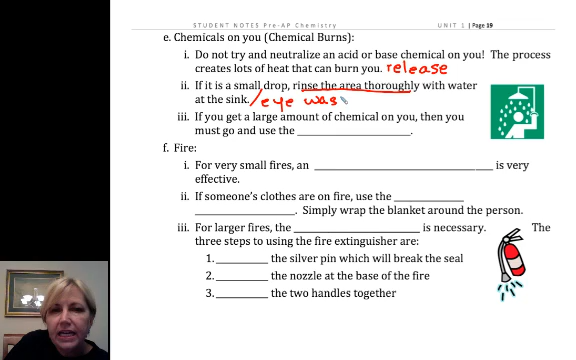 STUDENT NOTES Pre-AP Chemistry UNIT 1 | Page 19
e. Chemicals on you (Chemical Burns):
i. Do not try and neutralize an acid or base chemical on you! The process
creates lots of heat that can burn you. release
ii. If it is a small drop, rinse the area thoroughly with water
at the sink. / eye was
iii. If you get a large amount of chemical on you, then you
must go and use the ____________________.
f. Fire:
i. For very small fires, an ________________________________ is very
effective.
ii. If someone's clothes are on fire, use the ____________
__________________. Simply wrap the blanket around the person.
iii. For larger fires, the ______________________ is necessary. The
three steps to using the fire extinguisher are:
1. _________ the silver pin which will break the seal
2. _________ the nozzle at the base of the fire
3. _________ the two handles together